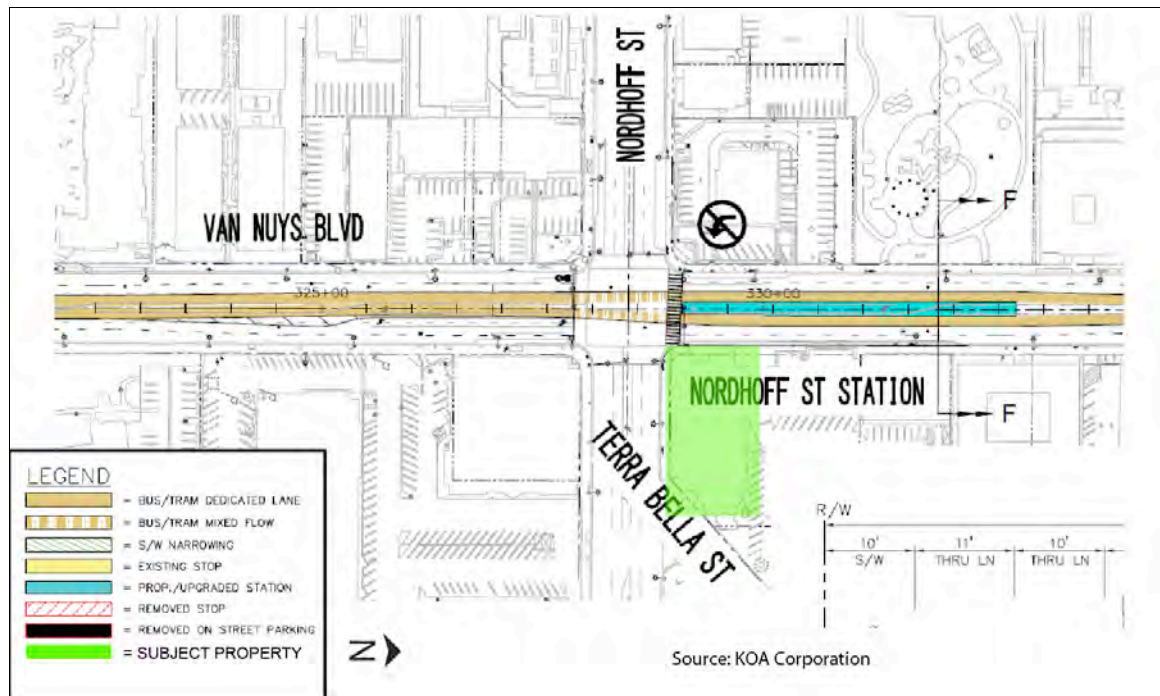 NORDHOFF ST
VAN NUYS BLVD
F
325+00
330+00
NORDHOFF ST STATION
F
TERRA BELLA ST
LEGEND
= BUS/TRAM DEDICATED LANE
= BUS/TRAM MIXED FLOW
= S/W NARROWING
= EXISTING STOP
= PROP./UPGRADED STATION
= REMOVED STOP
= REMOVED ON STREET PARKING
= SUBJECT PROPERTY
N
R/W
10' 11' 10'
S/W THRU LN THRU LN
Source: KOA Corporation